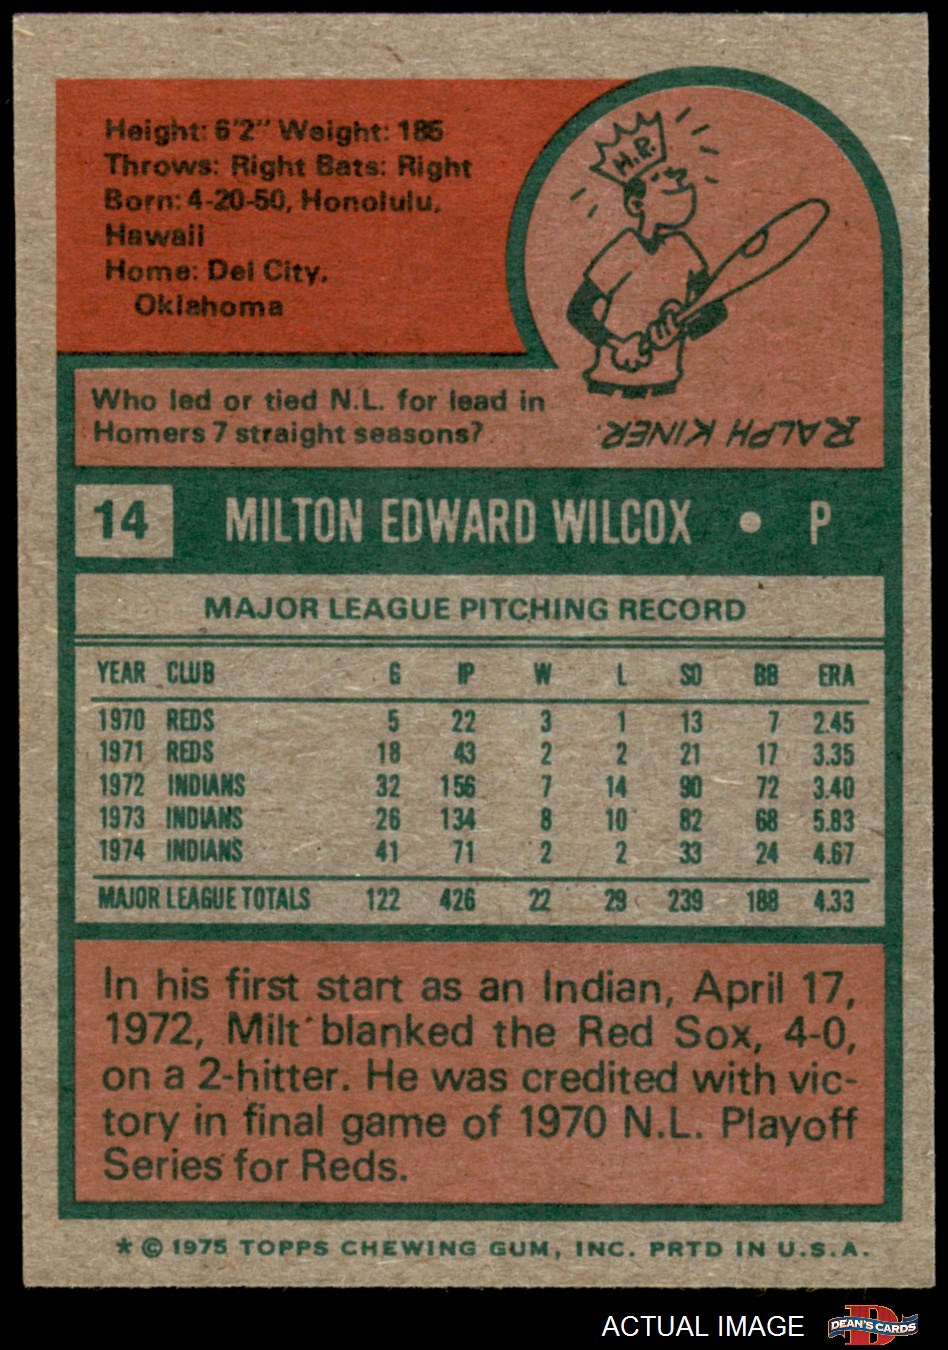 Height: 6'2" Weight: 185
Throws: Right Bats: Right
Born: 4-20-50, Honolulu,
Hawaii
Home: Del City,
Oklahoma
H.R.
Who led or tied N.L. for lead in
Homers 7 straight seasons?
RALPH KINER.
14 MILTON EDWARD WILCOX • P
MAJOR LEAGUE PITCHING RECORD
YEAR CLUB G IP W L SO BB ERA
1970 REDS 5 22 3 1 13 7 2.45
1971 REDS 18 43 2 2 21 17 3.35
1972 INDIANS 32 156 7 14 90 72 3.40
1973 INDIANS 26 134 8 10 82 68 5.83
1974 INDIANS 41 71 2 2 33 24 4.67
MAJOR LEAGUE TOTALS 122 426 22 29 239 188 4.33
In his first start as an Indian, April 17,
1972, Milt blanked the Red Sox, 4-0,
on a 2-hitter. He was credited with vic-
tory in final game of 1970 N.L. Playoff
Series for Reds.
* © 1975 TOPPS CHEWING GUM, INC. PRTD IN U.S.A.
ACTUAL IMAGE
D
DEAN'S CARDS